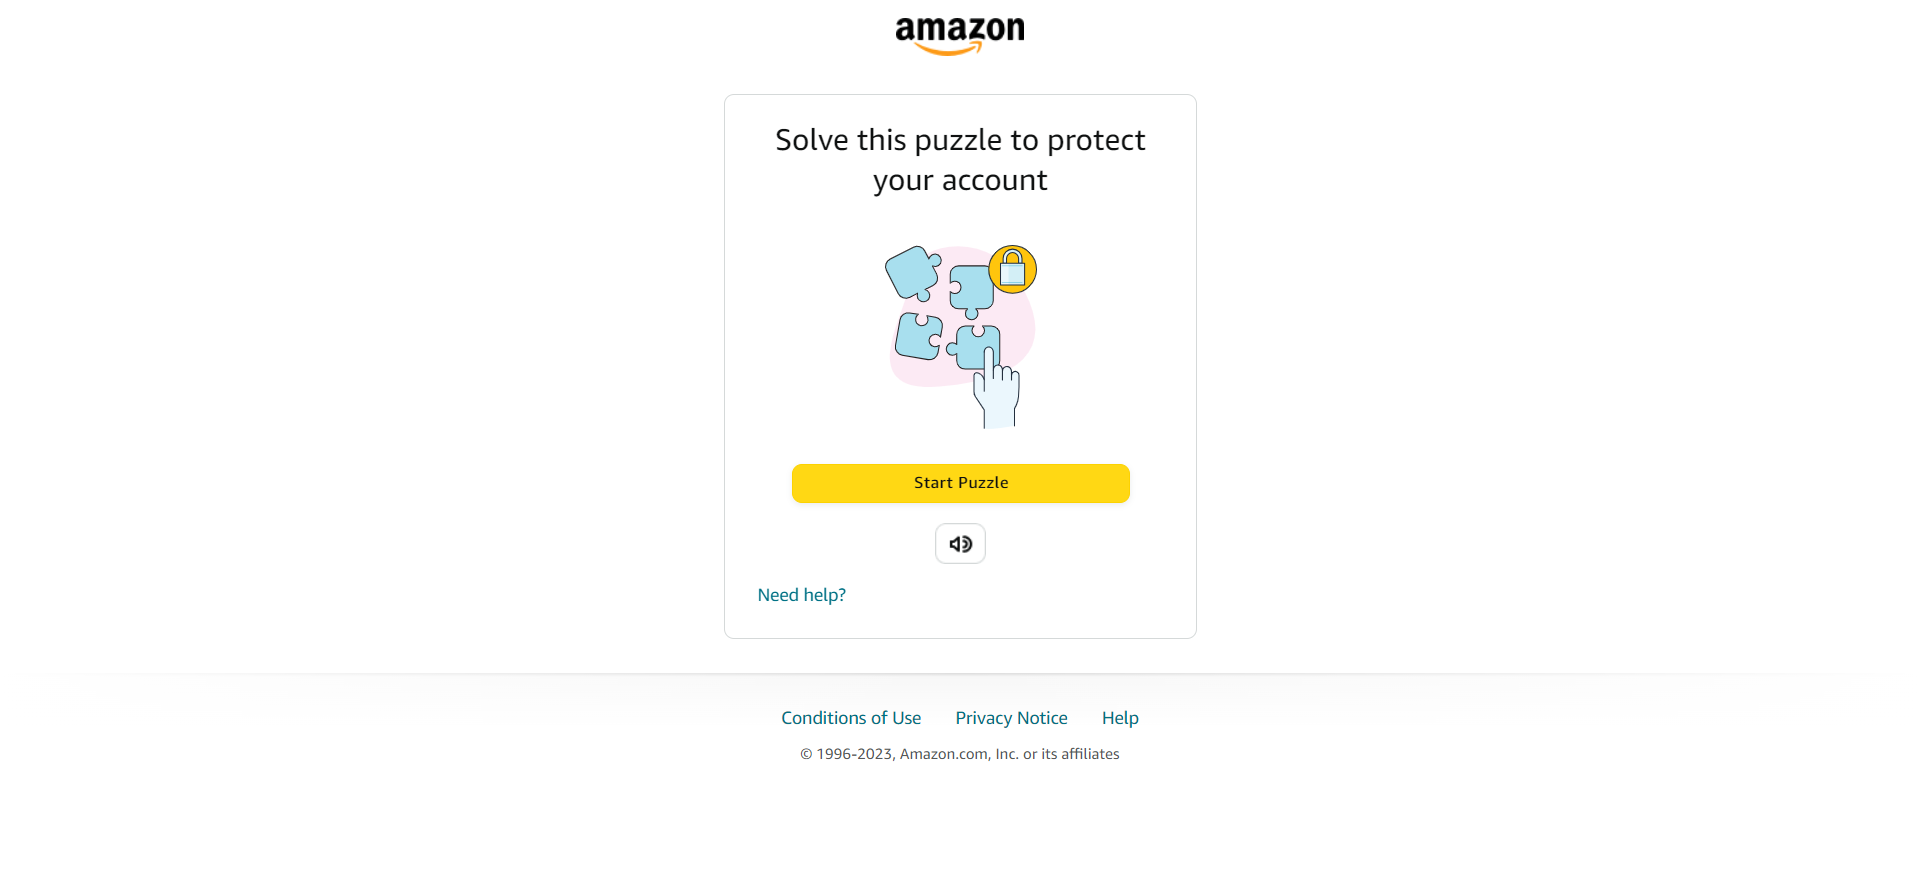 amazon
Solve this puzzle to protect
your account
Start Puzzle
Need help?
Conditions of Use Privacy Notice Help
© 1996-2023, Amazon.com, Inc. or its affiliates